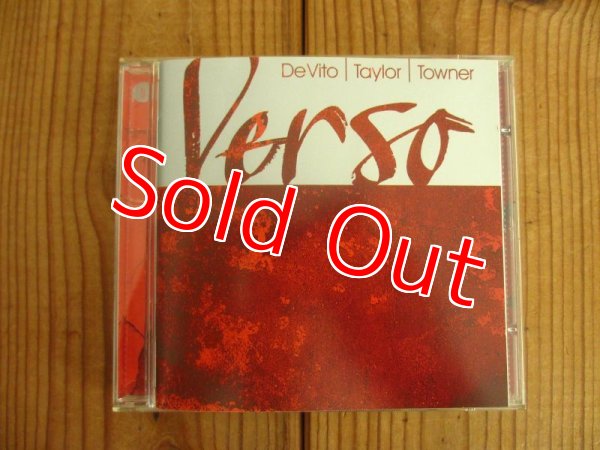 DeVito | Taylor | Towner
Verso
Sold Out